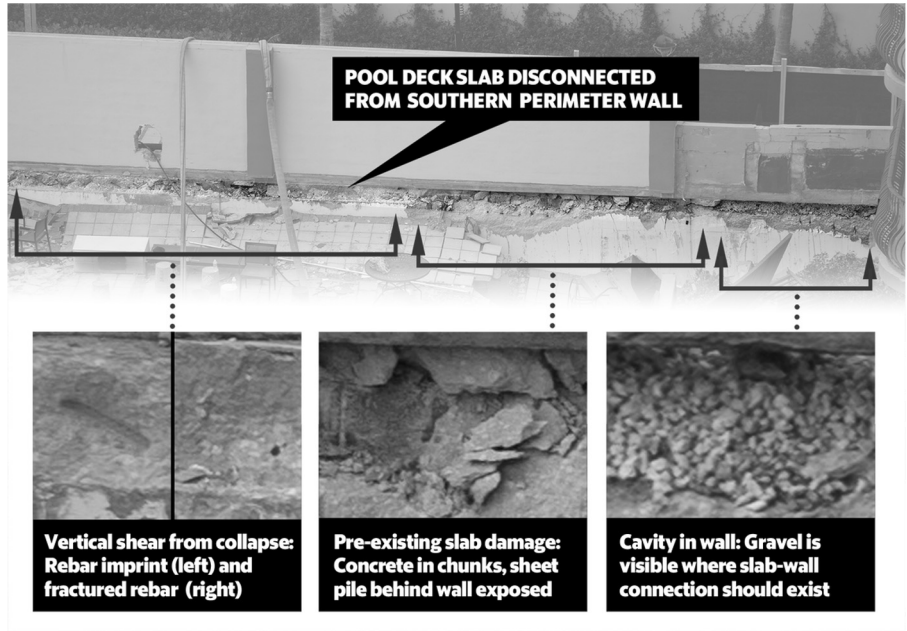 POOL DECK SLAB DISCONNECTED
FROM SOUTHERN PERIMETER WALL
Vertical shear from collapse:
Rebar imprint (left) and
fractured rebar (right)
Pre-existing slab damage:
Concrete in chunks, sheet
pile behind wall exposed
Cavity in wall: Gravel is
visible where slab-wall
connection should exist